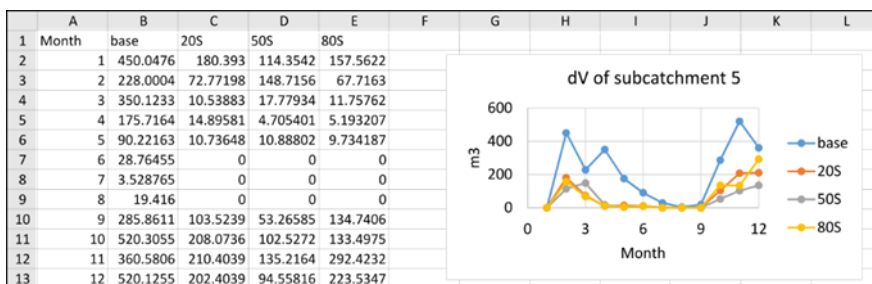 A B C D E F G H I J K L
1 Month base 20S 50S 80S
2 1 450.0476 180.393 114.3542 157.5622
3 2 228.0004 72.77198 148.7156 67.7163
4 3 350.1233 10.53883 17.77934 11.75762
5 4 175.7164 14.89581 4.705401 5.193207
6 5 90.22163 10.73648 10.88802 9.734187
7 6 28.76455 0 0 0
8 7 3.528765 0 0 0
9 8 19.416 0 0 0
10 9 285.8611 103.5239 53.26585 134.7406
11 10 520.3055 208.0736 102.5272 133.4975
12 11 360.5806 210.4039 135.2164 292.4232
13 12 520.1255 202.4039 94.55816 223.5347
dV of subcatchment 5
m3
600
400
200
0
0 3 6 9 12
Month
base
20S
50S
80S